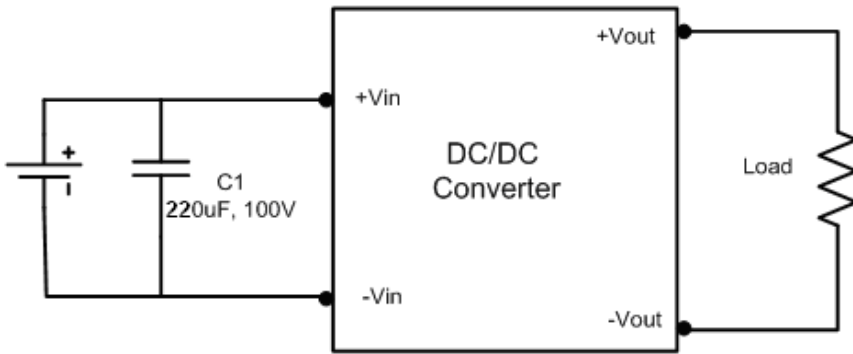 +Vout
+Vin
DC/DC
Converter
Load
+
C1
220uF, 100V
-
-Vin
-Vout